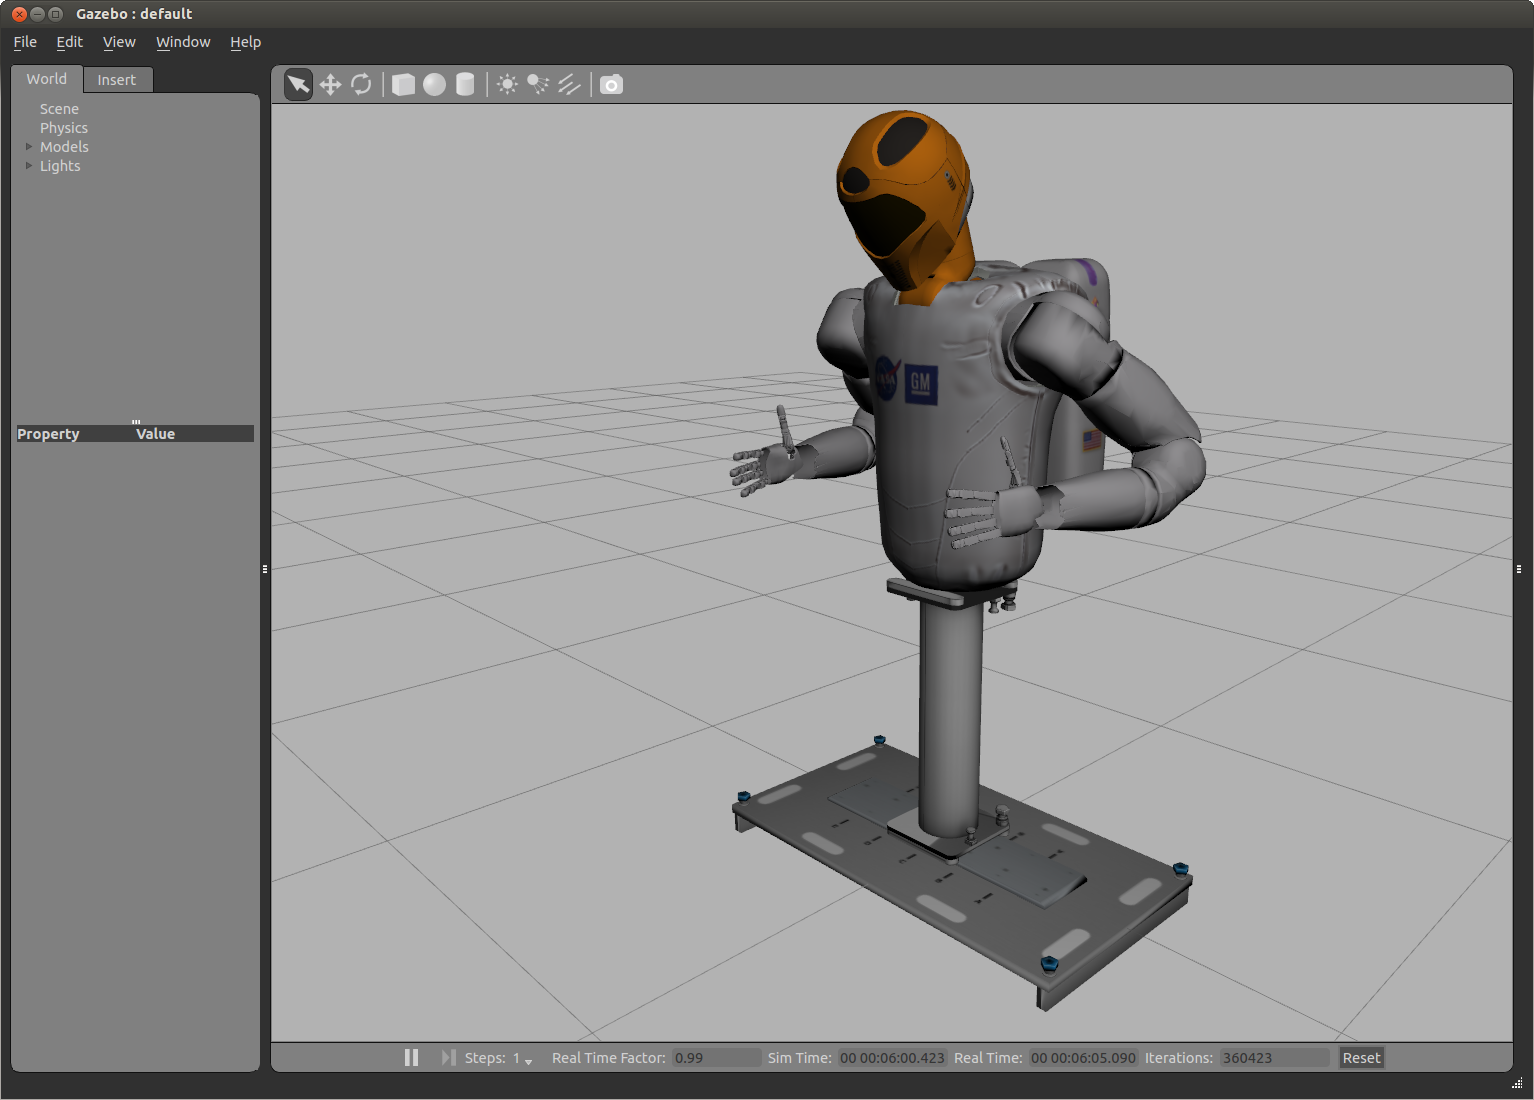 Gazebo : default
File Edit View Window Help
World Insert
Scene
Physics
Models
Lights
Property Value
NASA GM
Steps: 1 Real Time Factor: 0.99 Sim Time: 00 00:06:00.423 Real Time: 00 00:06:05.090 Iterations: 360423 Reset